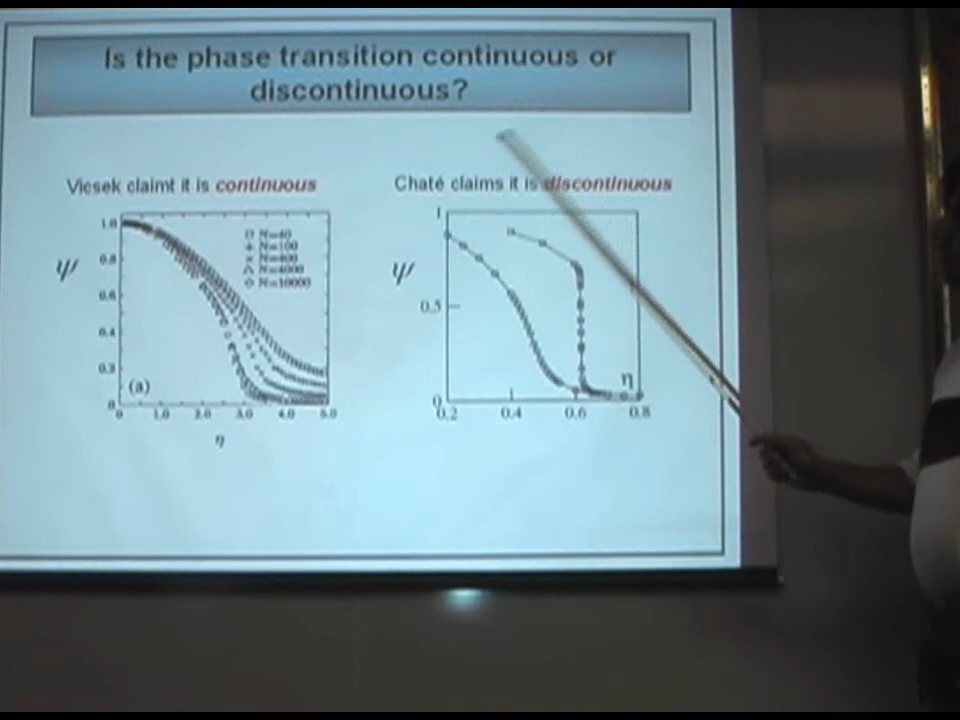 Is the phase transition continuous or
discontinuous?
Vicsek claimt it is continuous
Chaté claims it is discontinuous
ψ
1.0
0.8
0.6
0.4
0.2
0
N=40
N=100
N=400
N=4000
N=10000
(a)
0 1.0 2.0 3.0 4.0 5.0
η
ψ
1
0.5
0
η
0.2 0.4 0.6 0.8